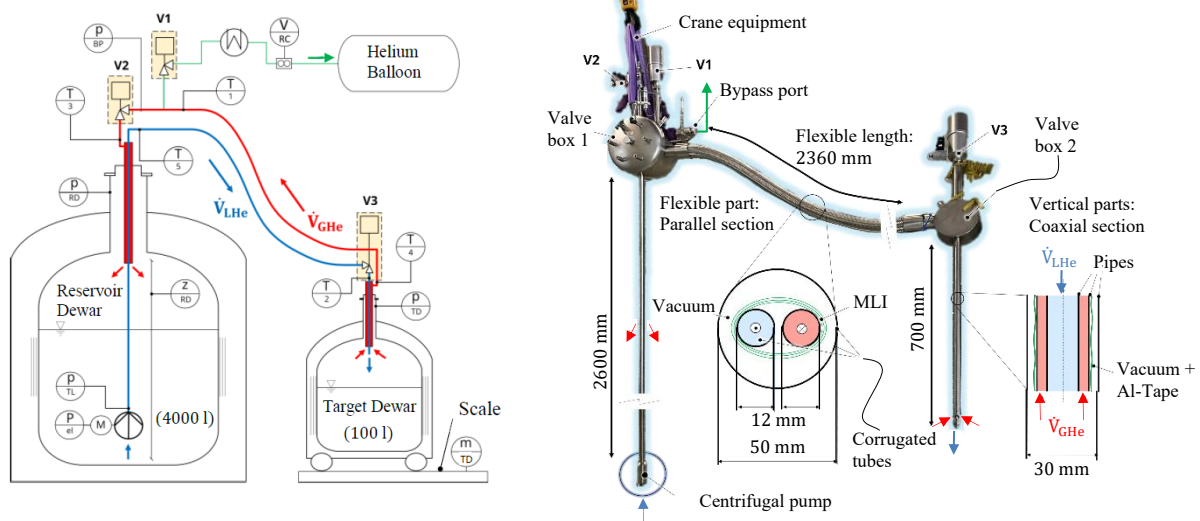 V1
p
BP
V
RC
Helium
Balloon
V2
T
3
T
1
T
5
p
RD
V̇LHe
V̇GHe
V3
T
4
T
2
p
TD
Reservoir
Dewar
z
RD
p
TL
P
el
M
(4000 l)
Target Dewar
(100 l)
Scale
m
TD
Crane equipment
V2
V1
Bypass port
Valve
box 1
Flexible length:
2360 mm
V3
Valve
box 2
Flexible part:
Parallel section
Vertical parts:
Coaxial section
V̇LHe
Pipes
Vacuum
MLI
2600 mm
700 mm
12 mm
50 mm
Corrugated
tubes
Vacuum +
Al-Tape
V̇GHe
30 mm
Centrifugal pump